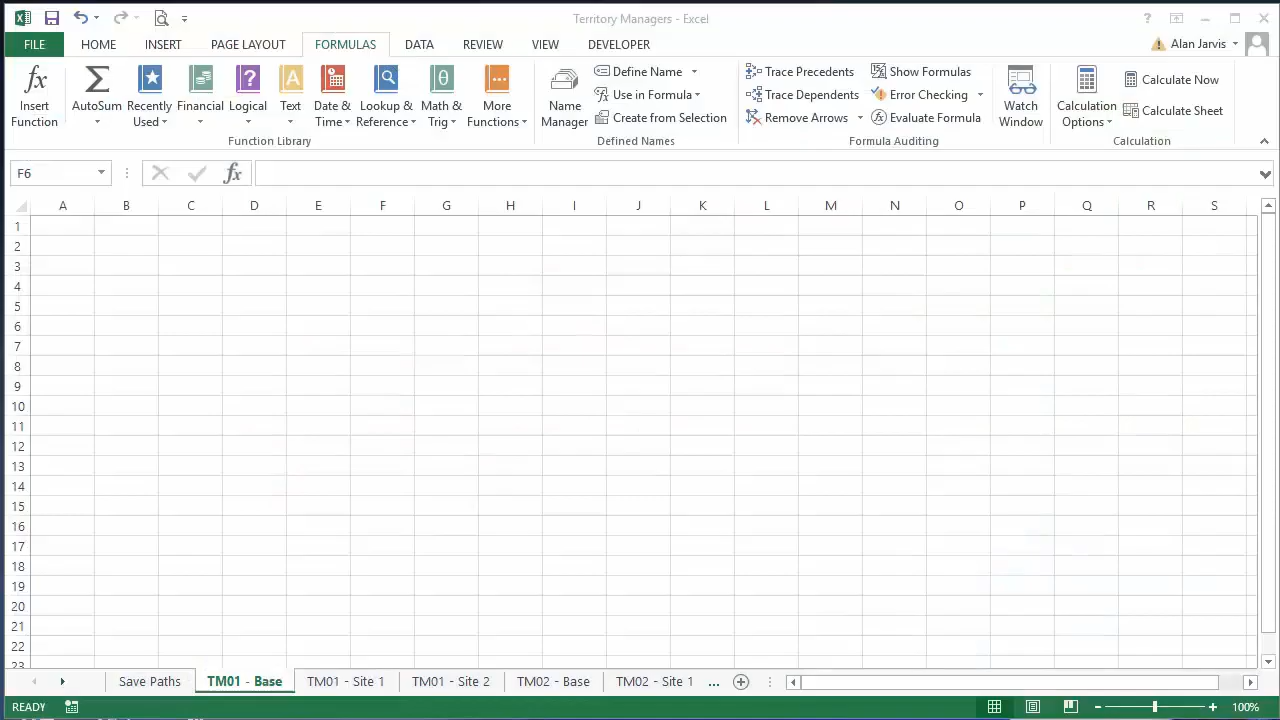 Territory Managers - Excel
?
FILE HOME INSERT PAGE LAYOUT FORMULAS DATA REVIEW VIEW DEVELOPER Alan Jarvis
fx Insert Function
Σ AutoSum
Recently Used
Financial
? Logical
A Text
Date & Time
Lookup & Reference
θ Math & Trig
More Functions
Function Library
Name Manager
Define Name
Use in Formula
Create from Selection
Defined Names
Trace Precedents
Trace Dependents
Remove Arrows
Show Formulas
Error Checking
Evaluate Formula
Watch Window
Formula Auditing
Calculation Options
Calculate Now
Calculate Sheet
Calculation
F6 fx
A B C D E F G H I J K L M N O P Q R S
1
2
3
4
5
6
7
8
9
10
11
12
13
14
15
16
17
18
19
20
21
22
23
Save Paths TM01 - Base TM01 - Site 1 TM01 - Site 2 TM02 - Base TM02 - Site 1 ...
READY 100%